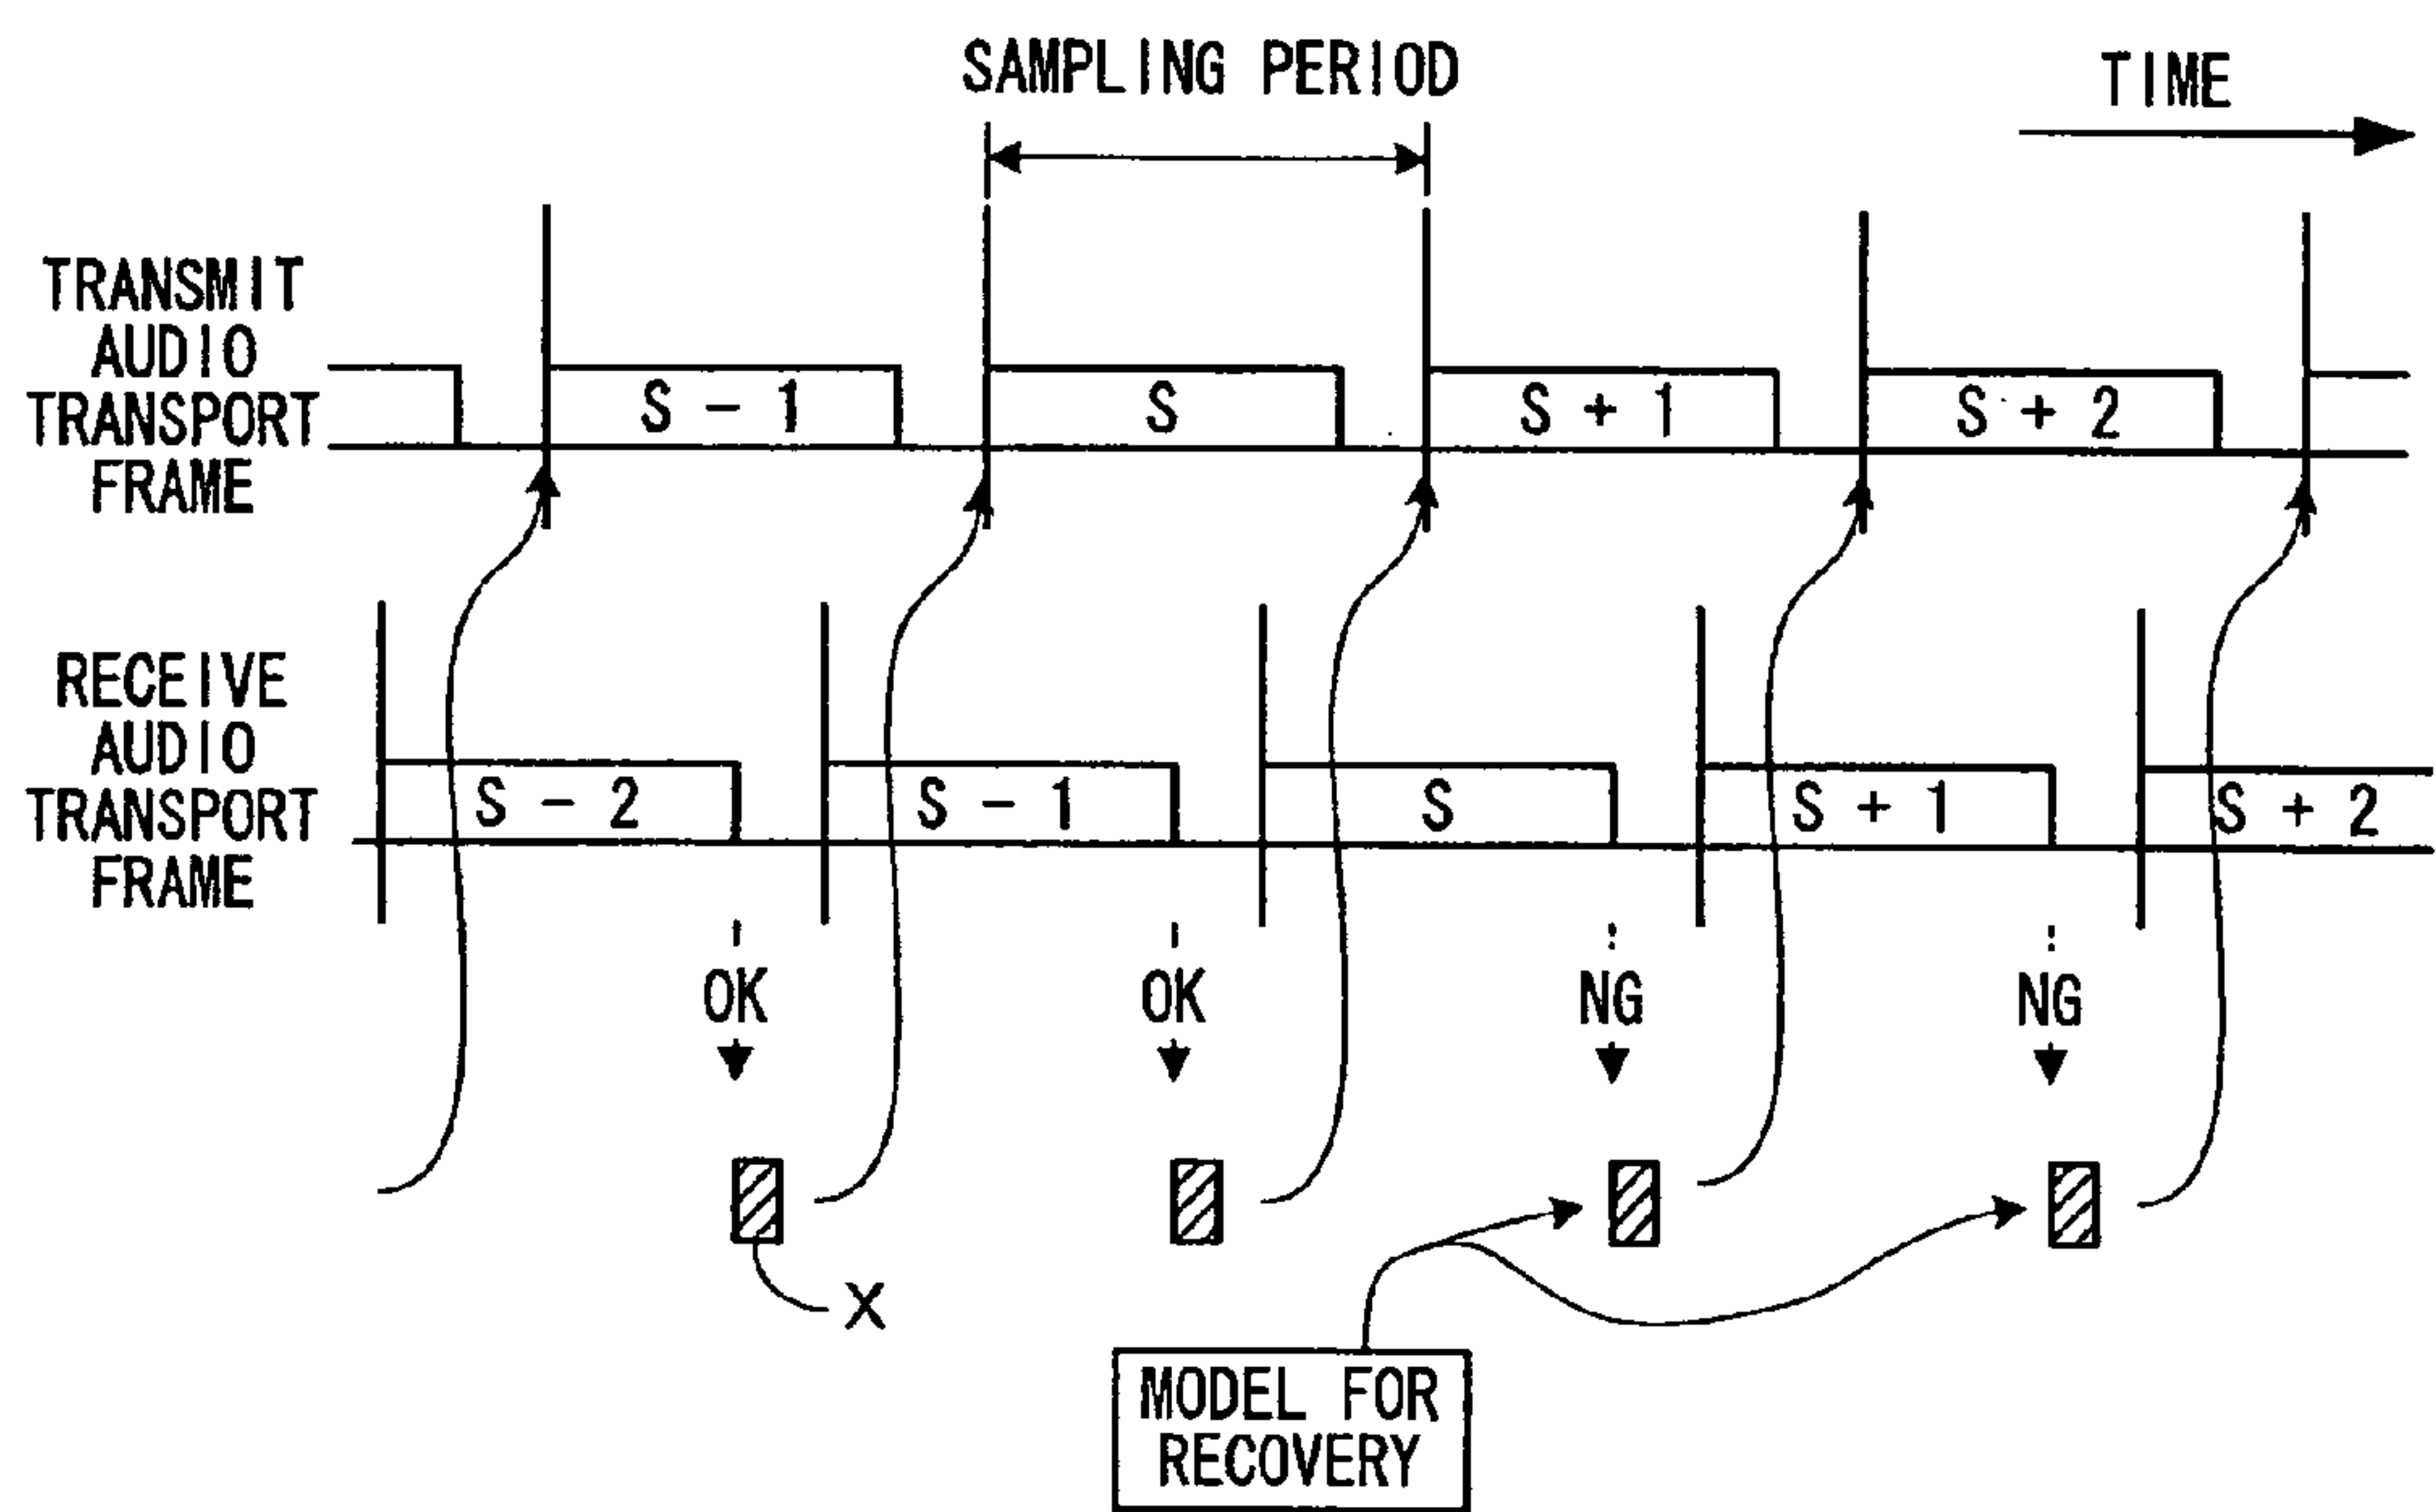 SAMPLING PERIOD
TIME
TRANSMIT
AUDIO
TRANSPORT
FRAME
S - 1
S
S + 1
S + 2
RECEIVE
AUDIO
TRANSPORT
FRAME
S - 2
S - 1
S
S + 1
S + 2
OK
OK
NG
NG
X
MODEL FOR
RECOVERY